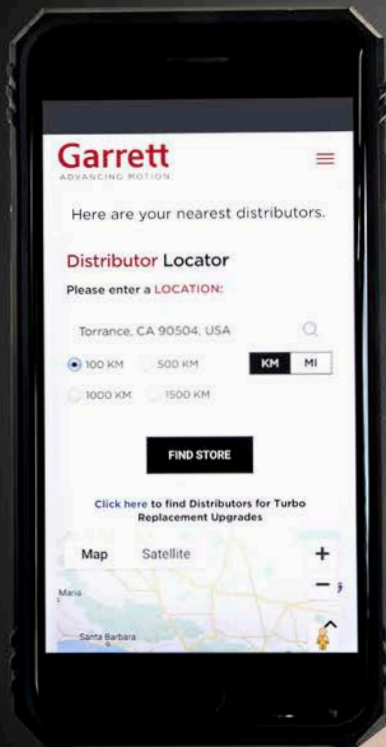 Garrett
ADVANCING MOTION
Here are your nearest distributors.
Distributor Locator
Please enter a LOCATION:
Torrance, CA 90504, USA
100 KM 500 KM KM MI
1000 KM 1500 KM
FIND STORE
Click here to find Distributors for Turbo
Replacement Upgrades
Map Satellite
Maria
Santa Barbara